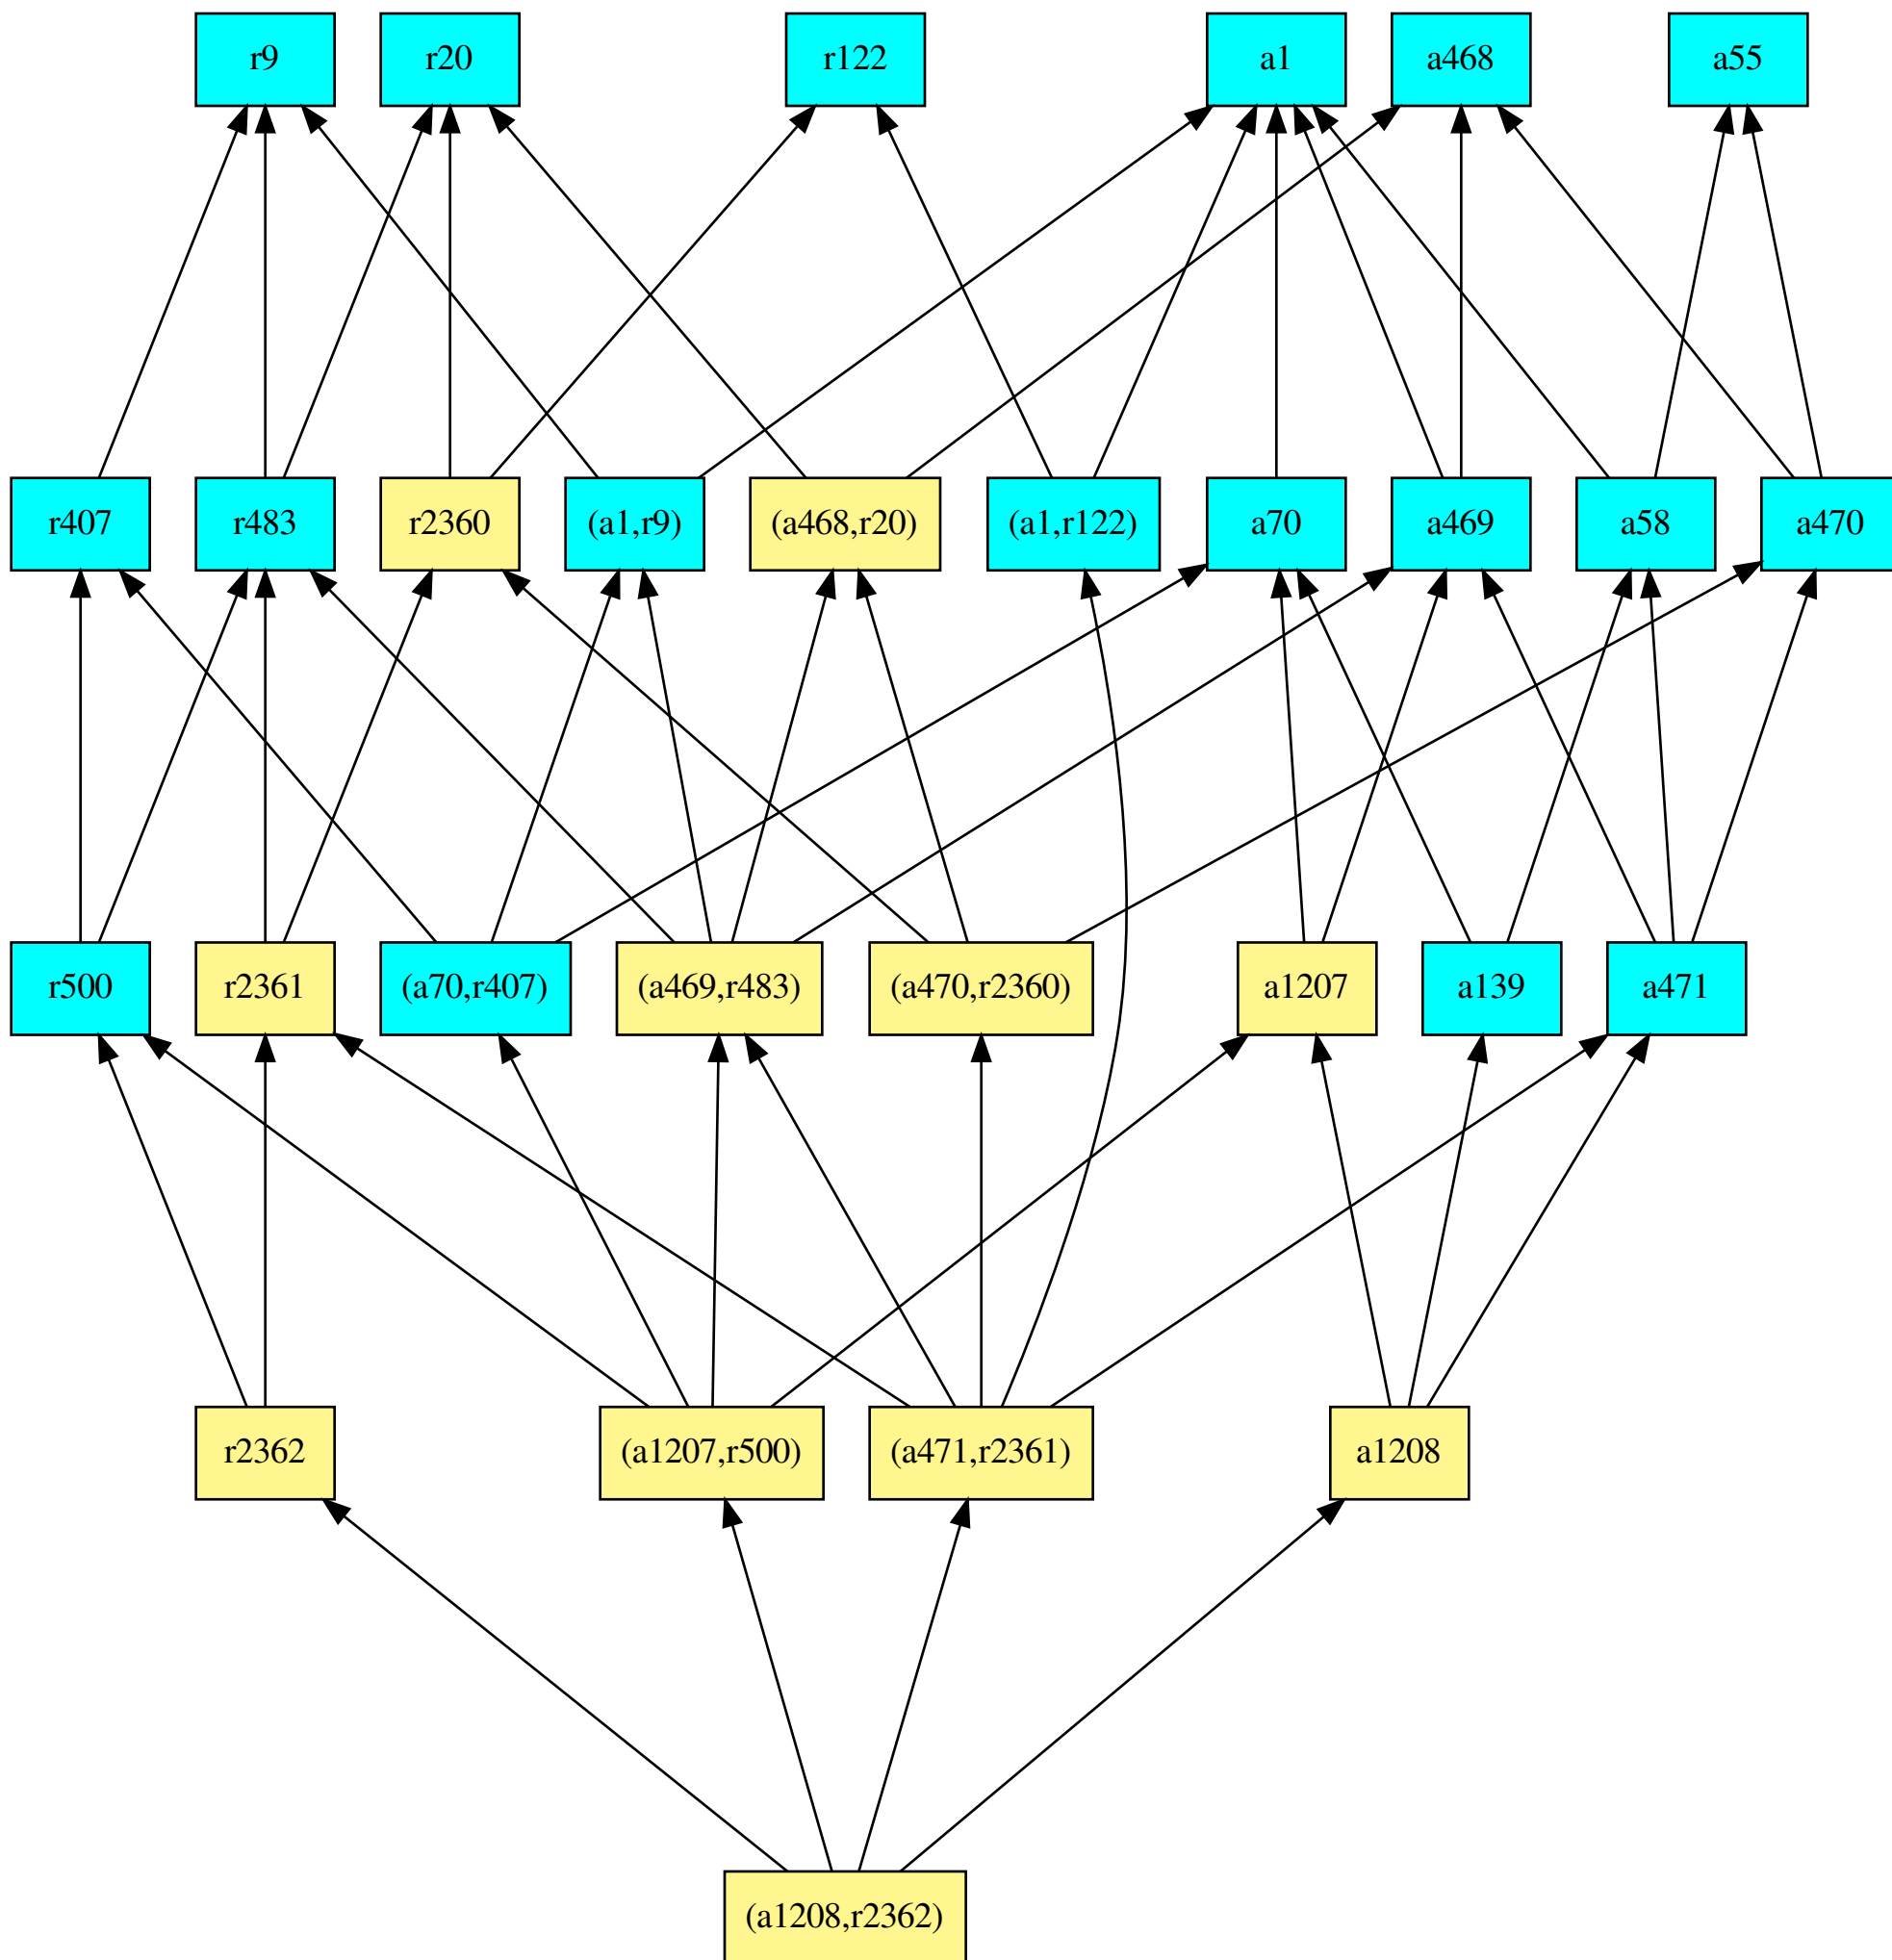 r9
r20
r122
a1
a468
a55
r407
r483
r2360
(a1,r9)
(a468,r20)
(a1,r122)
a70
a469
a58
a470
r500
r2361
(a70,r407)
(a469,r483)
(a470,r2360)
a1207
a139
a471
r2362
(a1207,r500)
(a471,r2361)
a1208
(a1208,r2362)